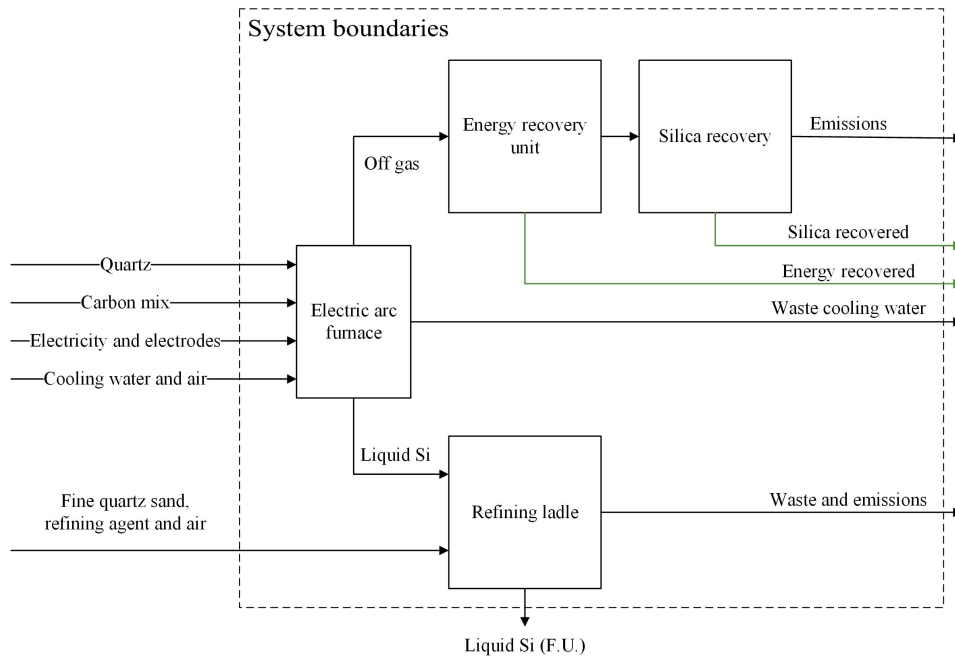 System boundaries
Energy recovery
unit
Silica recovery
Emissions
Off gas
Silica recovered
Energy recovered
Quartz
Carbon mix
Electricity and electrodes
Cooling water and air
Electric arc
furnace
Waste cooling water
Liquid Si
Fine quartz sand,
refining agent and air
Refining ladle
Waste and emissions
Liquid Si (F.U.)